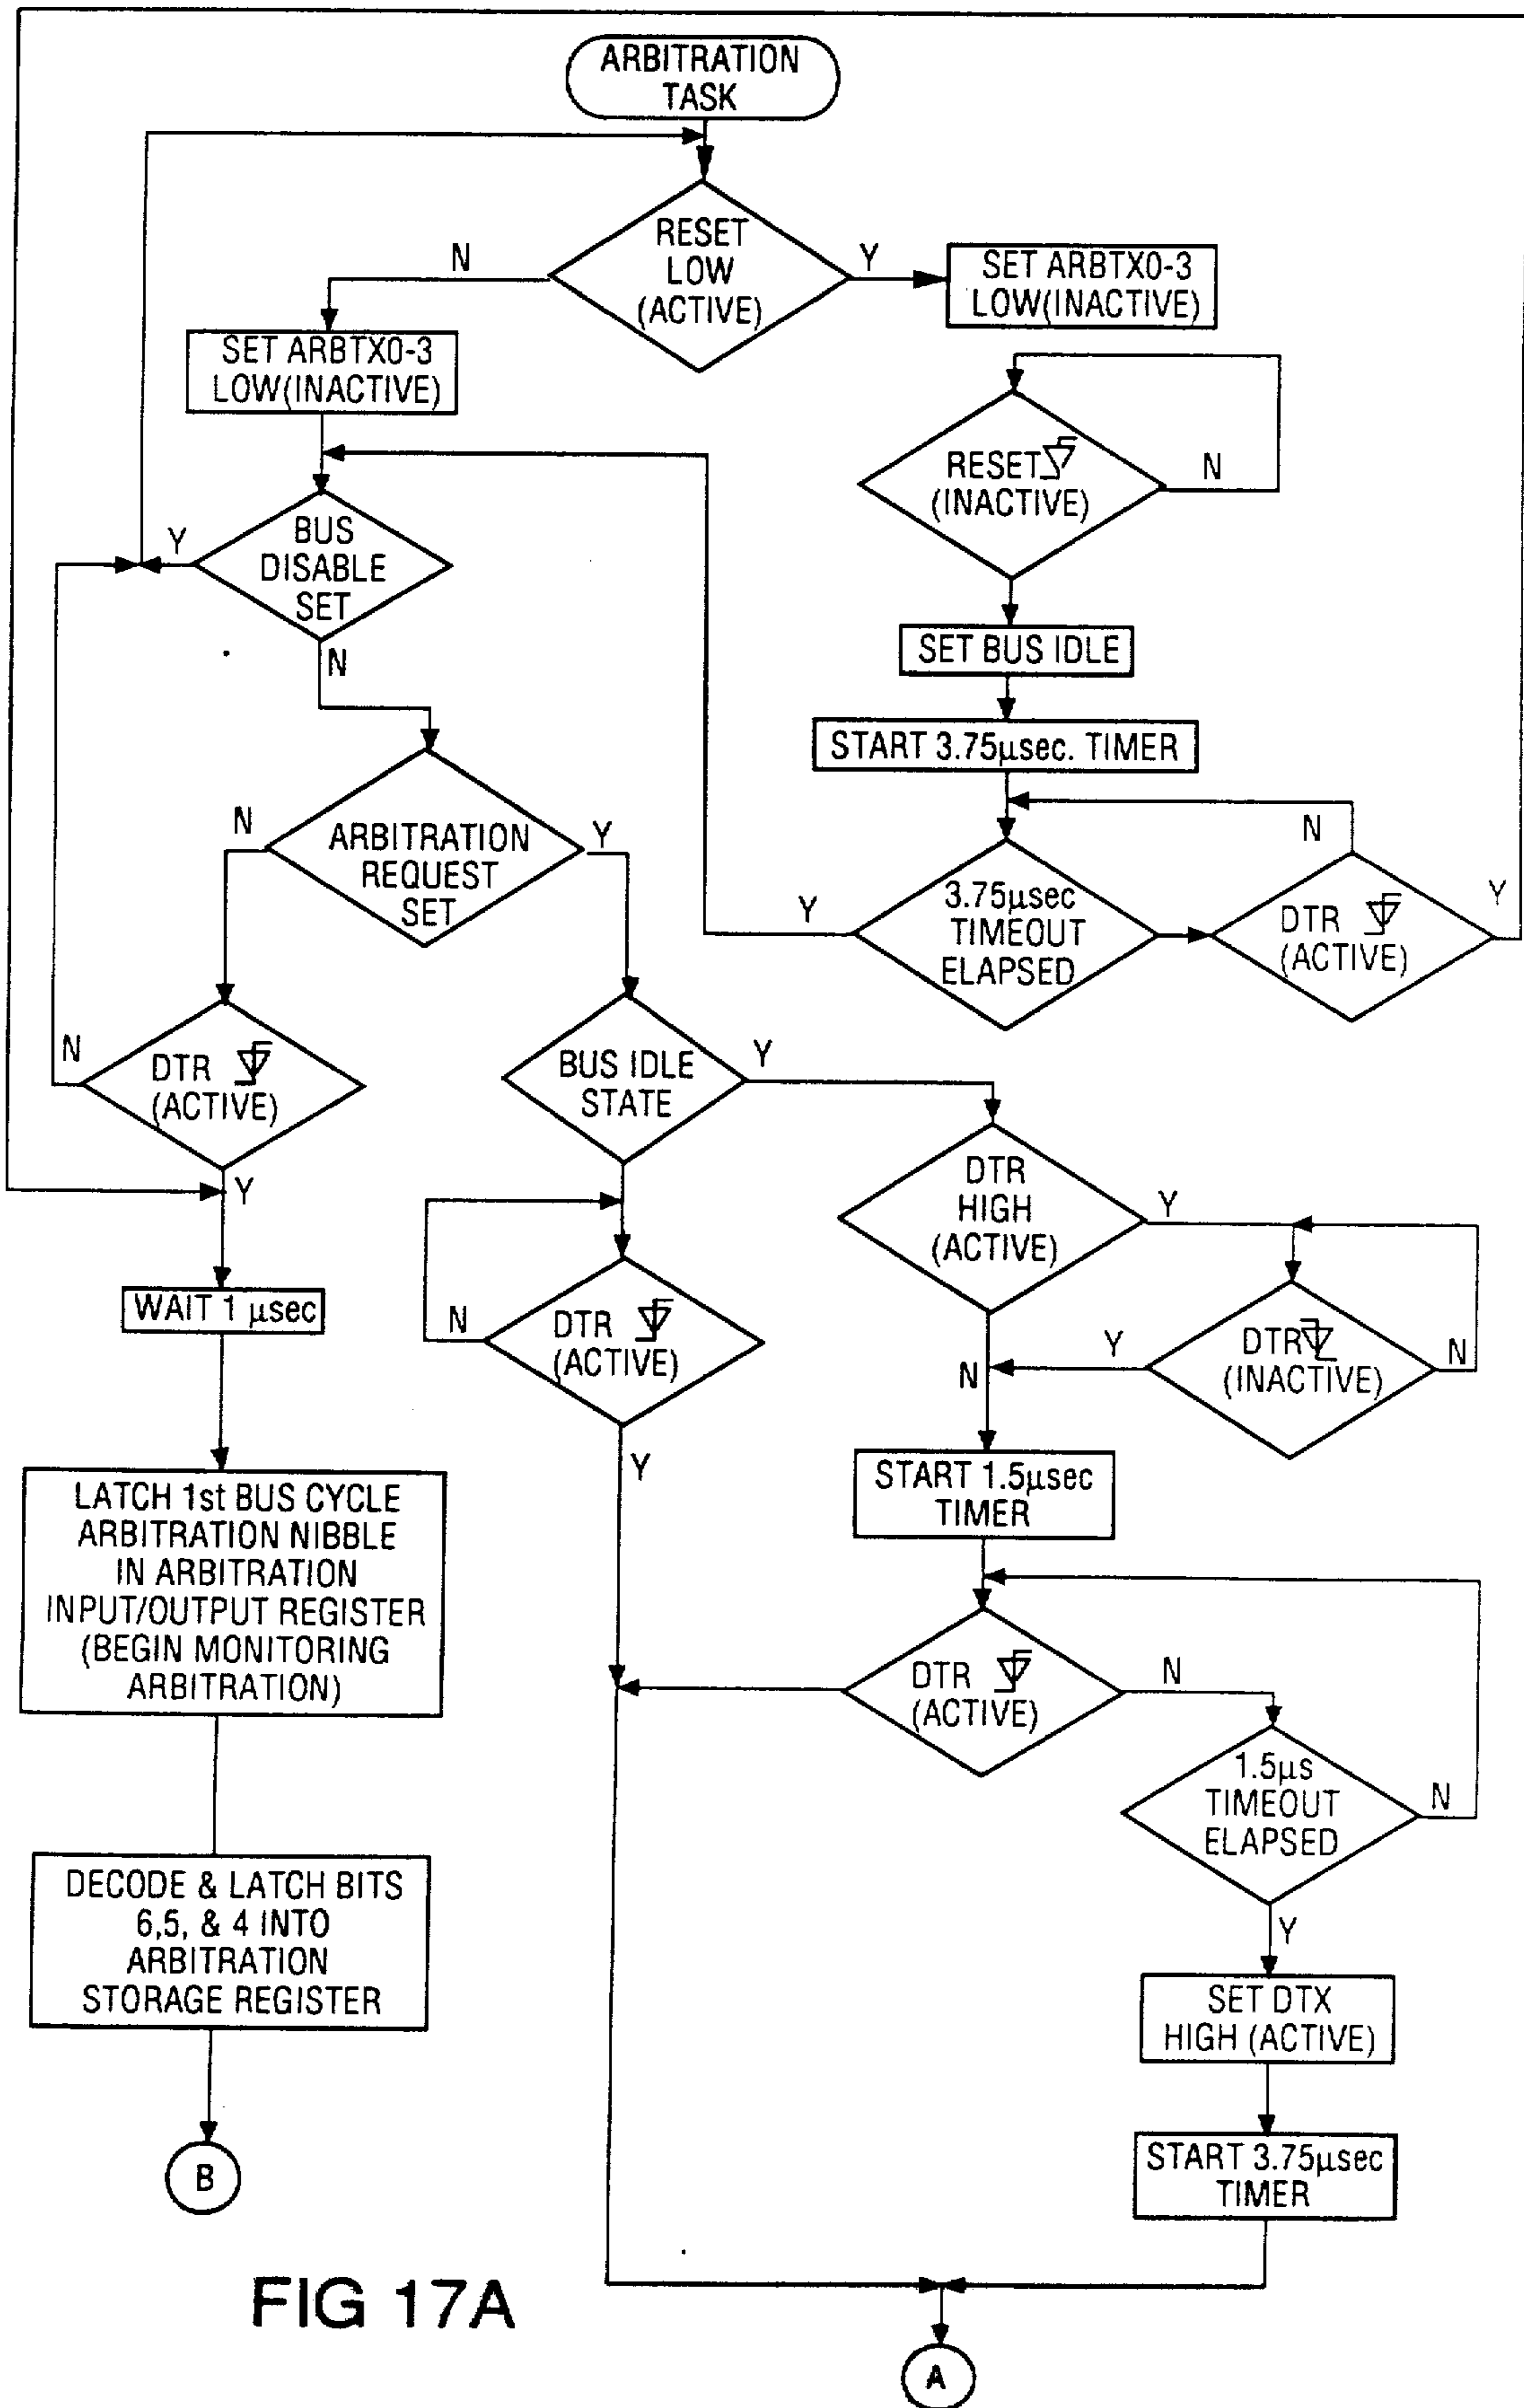 ARBITRATION
TASK
RESET
LOW
(ACTIVE)
N
Y
SET ARBTX0-3
LOW(INACTIVE)
SET ARBTX0-3
LOW(INACTIVE)
RESET
(INACTIVE)
N
BUS
DISABLE
SET
Y
N
SET BUS IDLE
START 3.75µsec. TIMER
ARBITRATION
REQUEST
SET
N
Y
3.75µsec
TIMEOUT
ELAPSED
Y
DTR
(ACTIVE)
N
Y
DTR
(ACTIVE)
N
Y
BUS IDLE
STATE
Y
DTR
HIGH
(ACTIVE)
Y
N
DTR
(INACTIVE)
Y
N
WAIT 1 µsec
DTR
(ACTIVE)
N
Y
LATCH 1st BUS CYCLE
ARBITRATION NIBBLE
IN ARBITRATION
INPUT/OUTPUT REGISTER
(BEGIN MONITORING
ARBITRATION)
START 1.5µsec
TIMER
DTR
(ACTIVE)
N
1.5µs
TIMEOUT
ELAPSED
N
Y
DECODE & LATCH BITS
6,5, & 4 INTO
ARBITRATION
STORAGE REGISTER
SET DTX
HIGH (ACTIVE)
START 3.75µsec
TIMER
B
A
FIG 17A